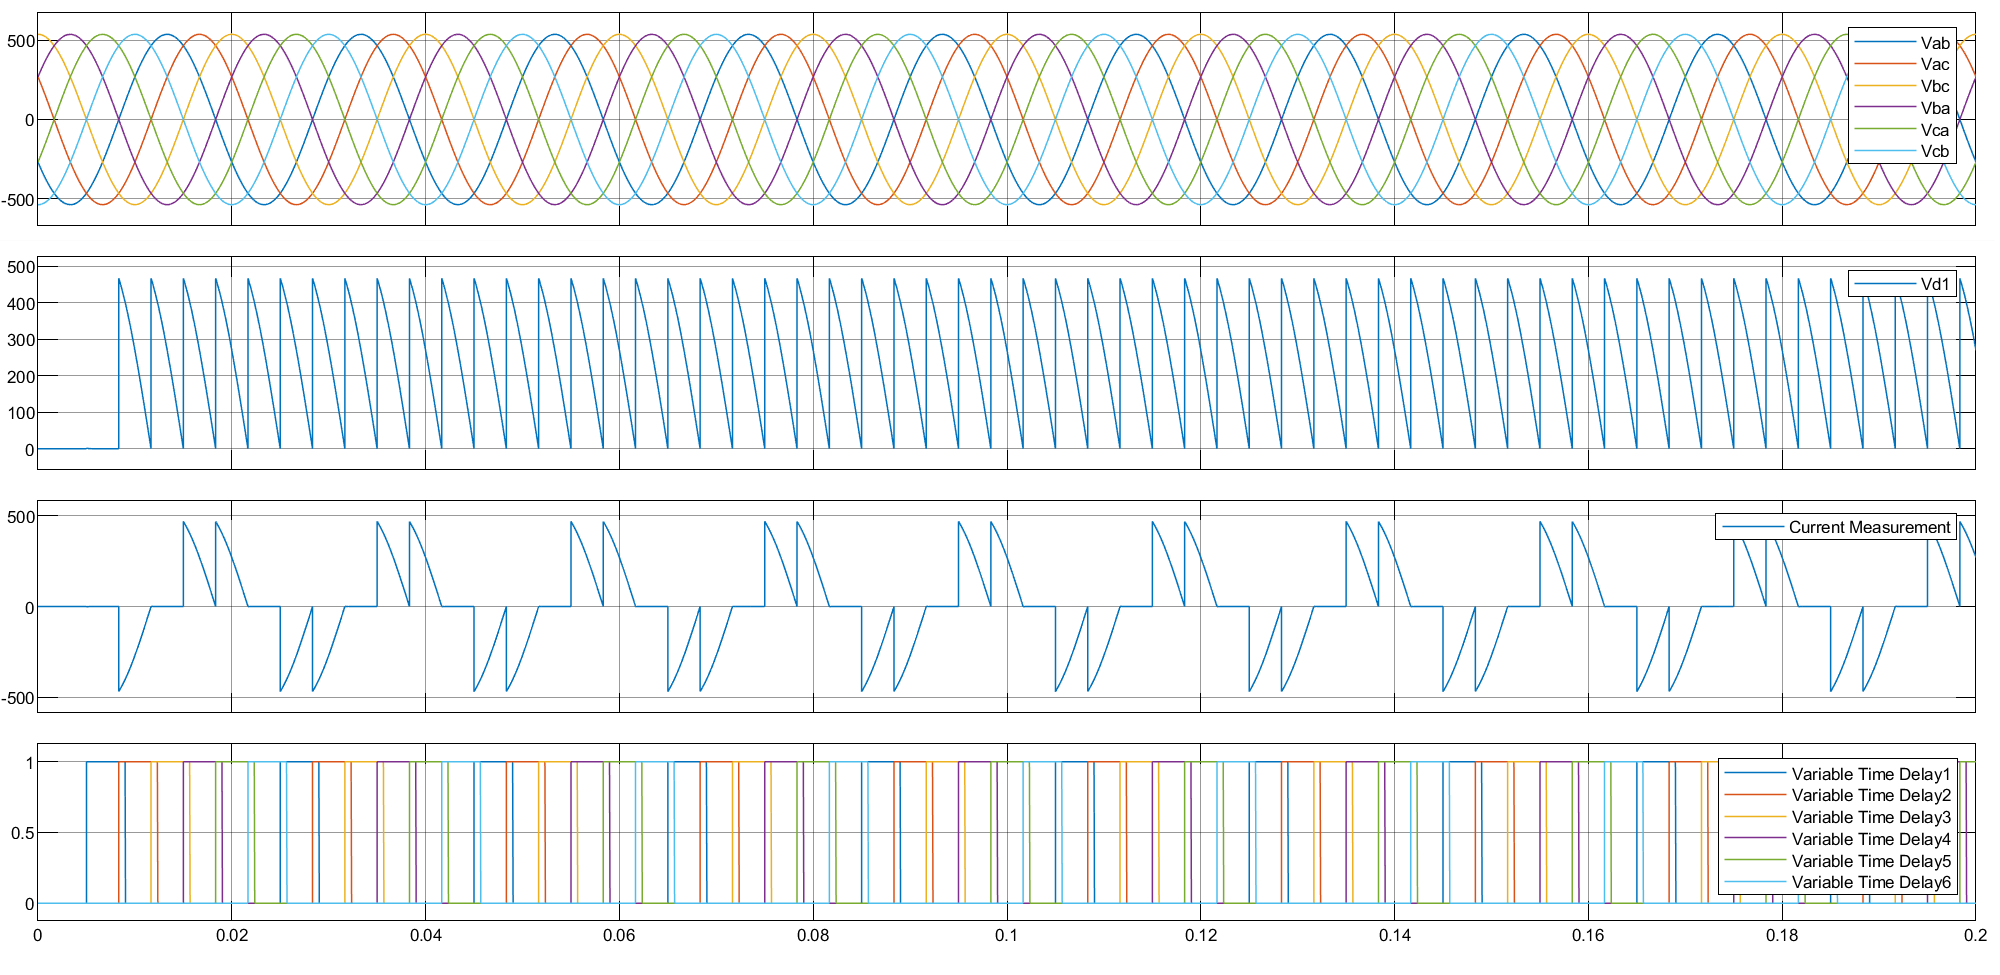 500
0
-500
Vab
Vac
Vbc
Vba
Vca
Vcb
500
400
300
200
100
0
Vd1
500
0
-500
Current Measurement
1
0.5
0
Variable Time Delay1
Variable Time Delay2
Variable Time Delay3
Variable Time Delay4
Variable Time Delay5
Variable Time Delay6
0 0.02 0.04 0.06 0.08 0.1 0.12 0.14 0.16 0.18 0.2